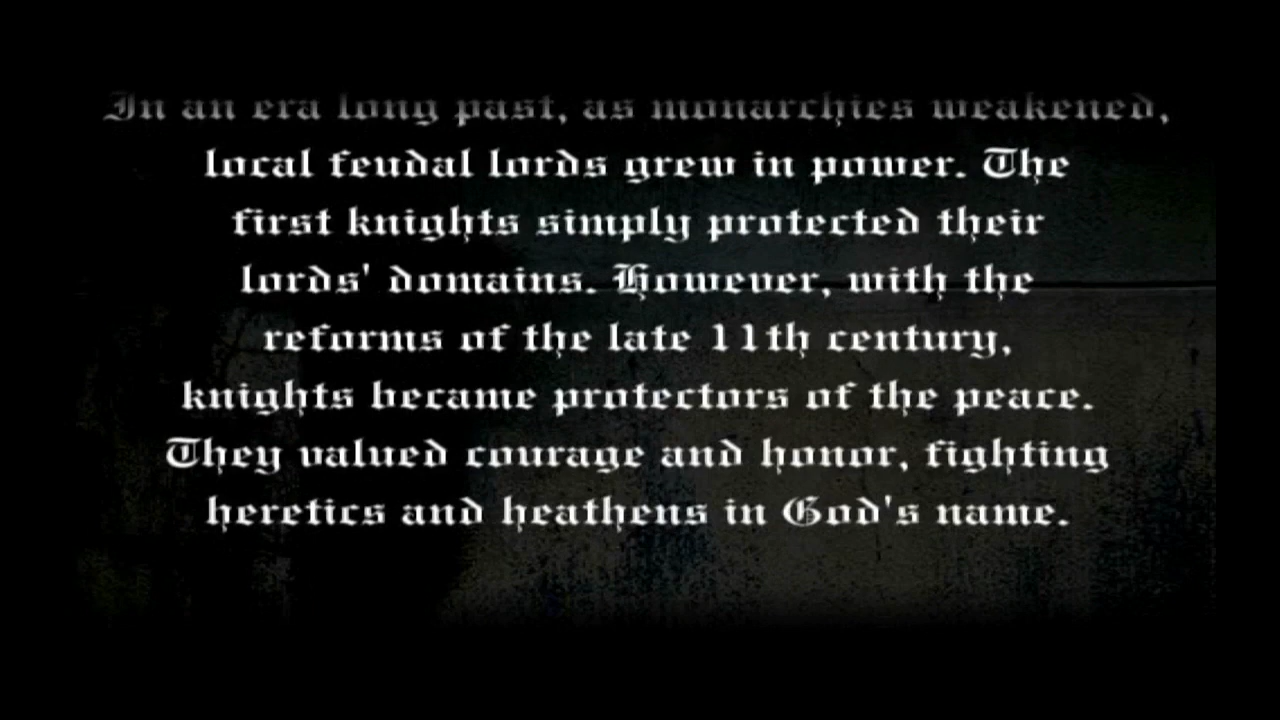 In an era long past, as monarchies weakened,
local feudal lords grew in power. The
first knights simply protected their
lords' domains. However, with the
reforms of the late 11th century,
knights became protectors of the peace.
They valued courage and honor, fighting
heretics and heathens in God's name.